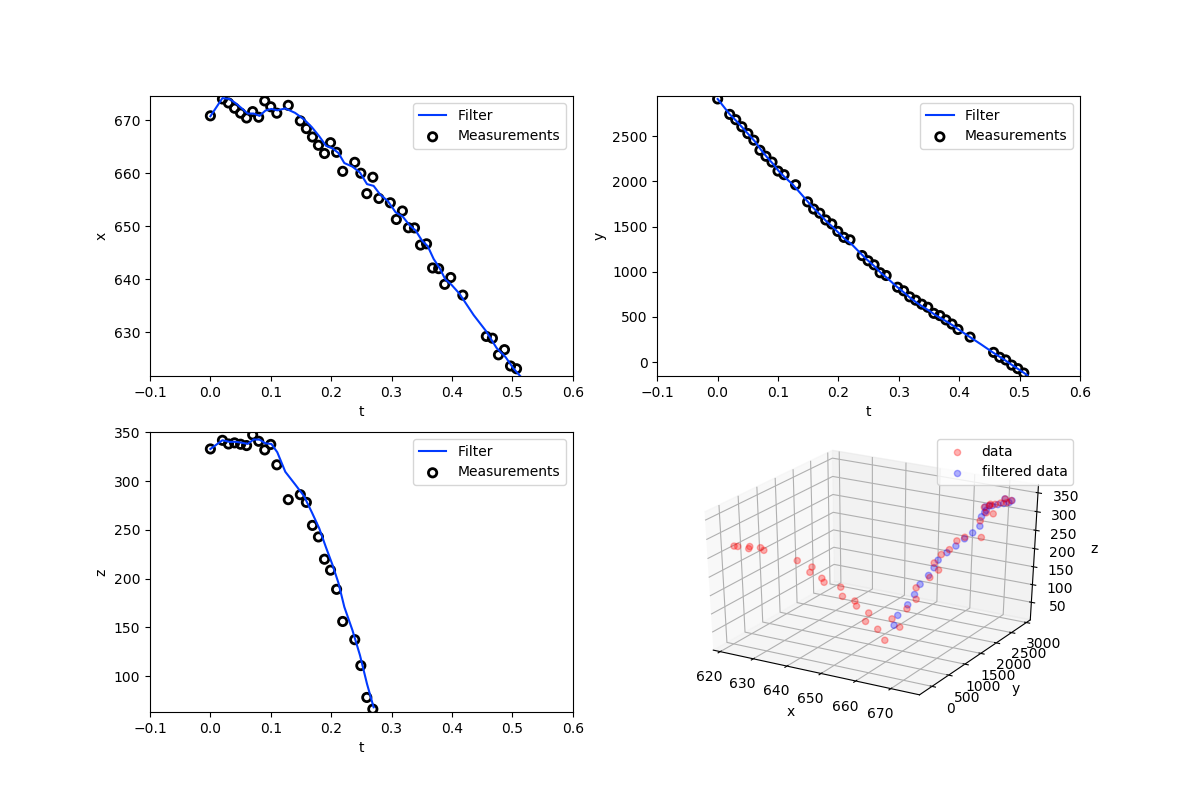 Filter
Measurements
670
660
650
640
630
x
−0.1 0.0 0.1 0.2 0.3 0.4 0.5 0.6
t
Filter
Measurements
2500
2000
1500
1000
500
0
y
−0.1 0.0 0.1 0.2 0.3 0.4 0.5 0.6
t
Filter
Measurements
350
300
250
200
150
100
z
−0.1 0.0 0.1 0.2 0.3 0.4 0.5 0.6
t
data
filtered data
350
300
250
200
150
100
50
z
3000
2500
2000
1500
1000
500
0
y
620 630 640 650 660 670
x